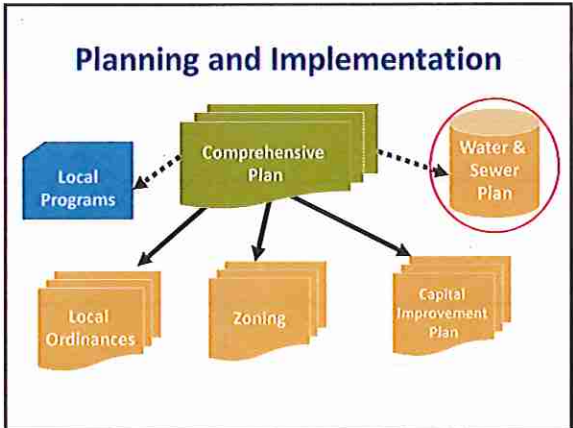 Planning and Implementation
Comprehensive
Plan
Local
Programs
Water &
Sewer
Plan
Local
Ordinances
Zoning
Capital
Improvement
Plan